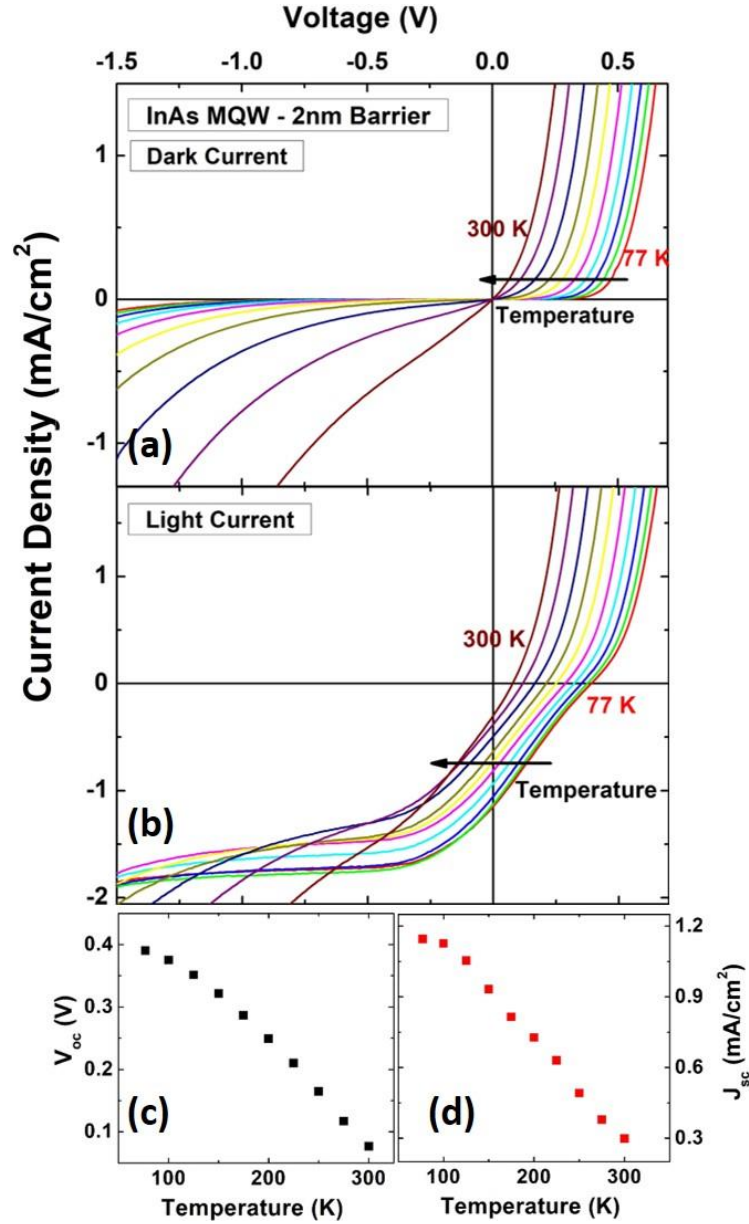 Voltage (V)
-1.5 -1.0 -0.5 0.0 0.5
InAs MQW - 2nm Barrier
Dark Current
1
300 K
77 K
0
Temperature
-1
(a)
Current Density (mA/cm²)
Light Current
1
300 K
0
77 K
Temperature
-1
(b)
-2
0.4
0.3
0.2
0.1
V_oc (V)
(c)
100 200 300
Temperature (K)
1.2
0.9
0.6
0.3
J_sc (mA/cm²)
(d)
100 200 300
Temperature (K)